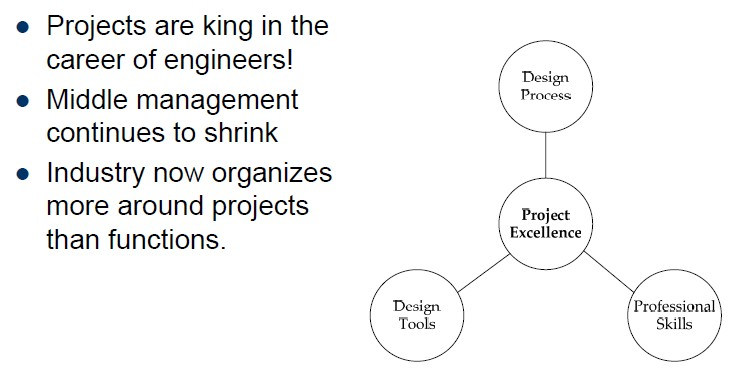 Projects are king in the
career of engineers!
Middle management
continues to shrink
Industry now organizes
more around projects
than functions.
Design
Process
Project
Excellence
Design
Tools
Professional
Skills